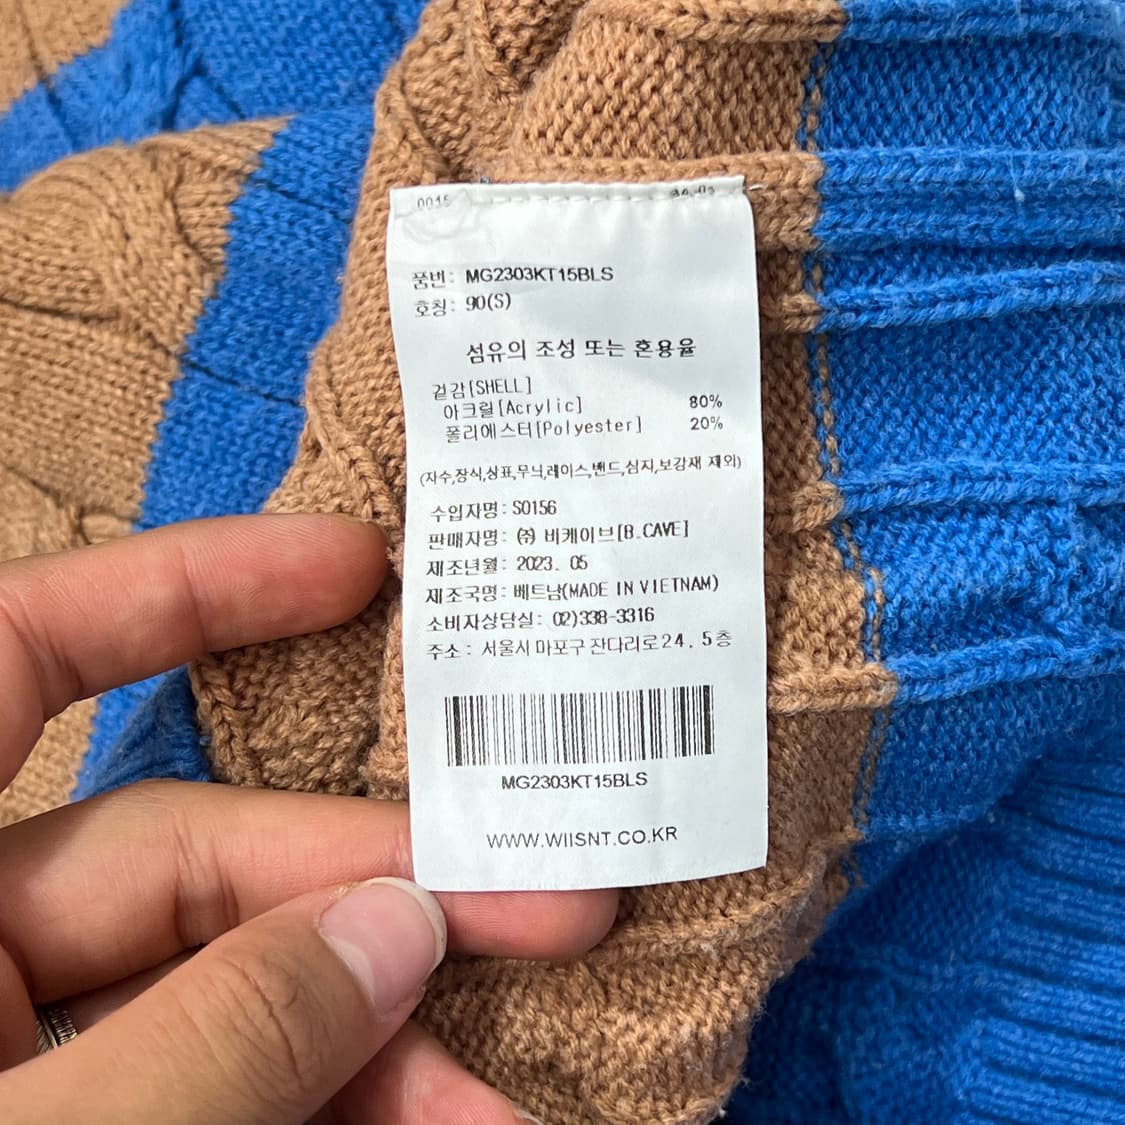 0015
품번: MG2303KT15BLS
호칭: 90(S)
섬유의 조성 또는 혼용율
겉감[SHELL]
아크릴[Acrylic] 80%
폴리에스터[Polyester] 20%
(자수,장식,상표,무늬,레이스,밴드,심지,보강재 제외)
수입자명: S0156
판매자명: ㈜ 비케이브[B.CAVE]
제조년월: 2023. 05
제조국명: 베트남(MADE IN VIETNAM)
소비자상담실: 02)338-3316
주소: 서울시 마포구 잔다리로24. 5층
MG2303KT15BLS
WWW.WIISNT.CO.KR